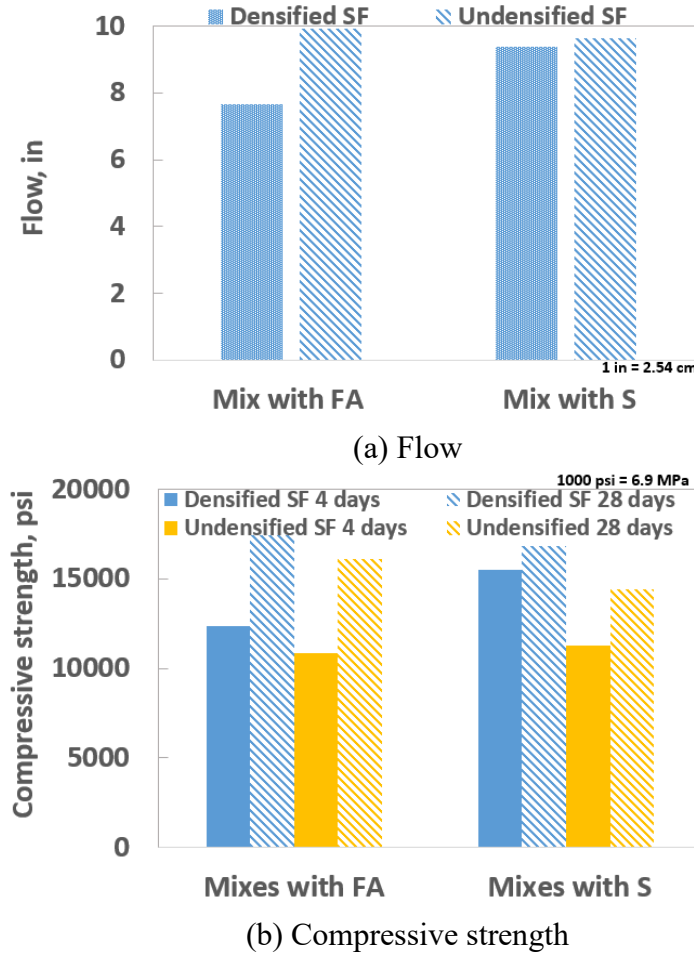 Densified SF Undensified SF
10
8
6
4
2
0
Flow, in
1 in = 2.54 cm
Mix with FA Mix with S
(a) Flow
1000 psi = 6.9 MPa
20000
Densified SF 4 days Densified SF 28 days
Undensified SF 4 days Undensified 28 days
15000
10000
5000
0
Compressive strength, psi
Mixes with FA Mixes with S
(b) Compressive strength